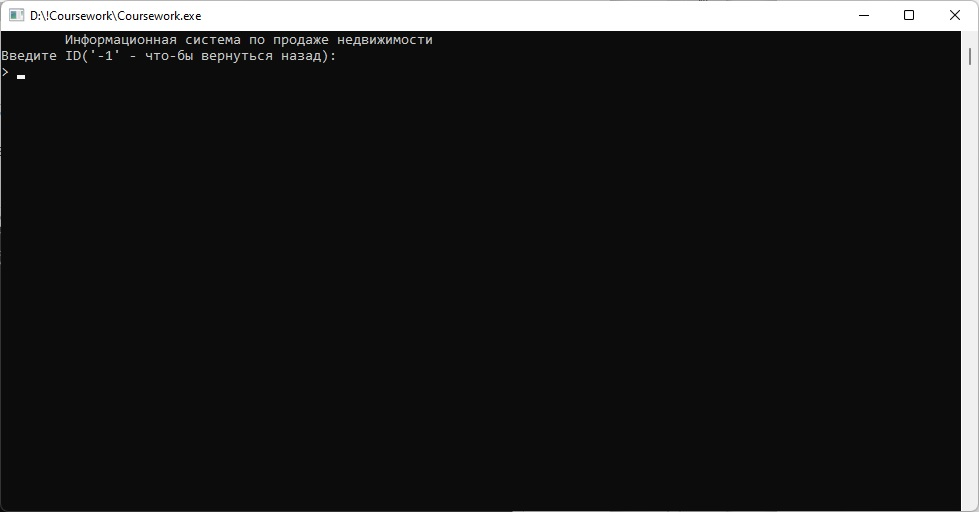 D:\!Coursework\Coursework.exe
Информационная система по продаже недвижимости
Введите ID('-1' - что-бы вернуться назад):
>